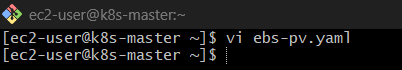 ec2-user@k8s-master:~
[ec2-user@k8s-master ~]$ vi ebs-pv.yaml
[ec2-user@k8s-master ~]$